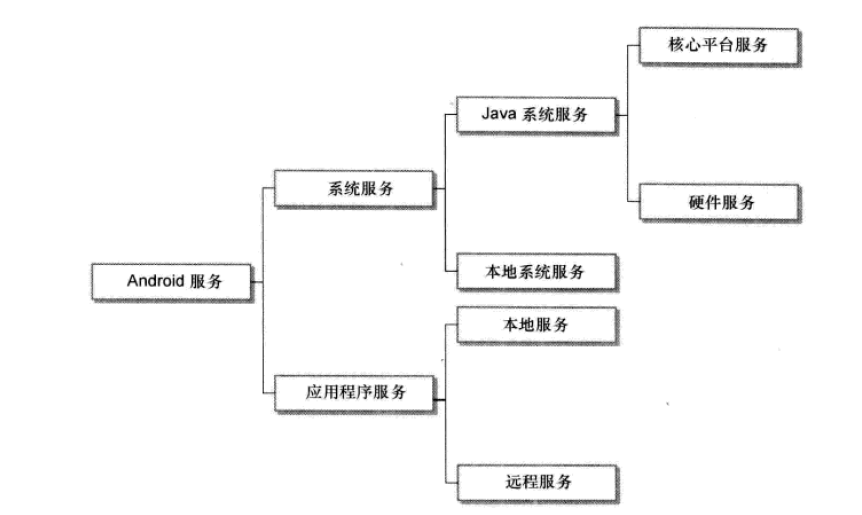 核心平台服务
Java 系统服务
系统服务
硬件服务
Android 服务
本地系统服务
本地服务
应用程序服务
远程服务